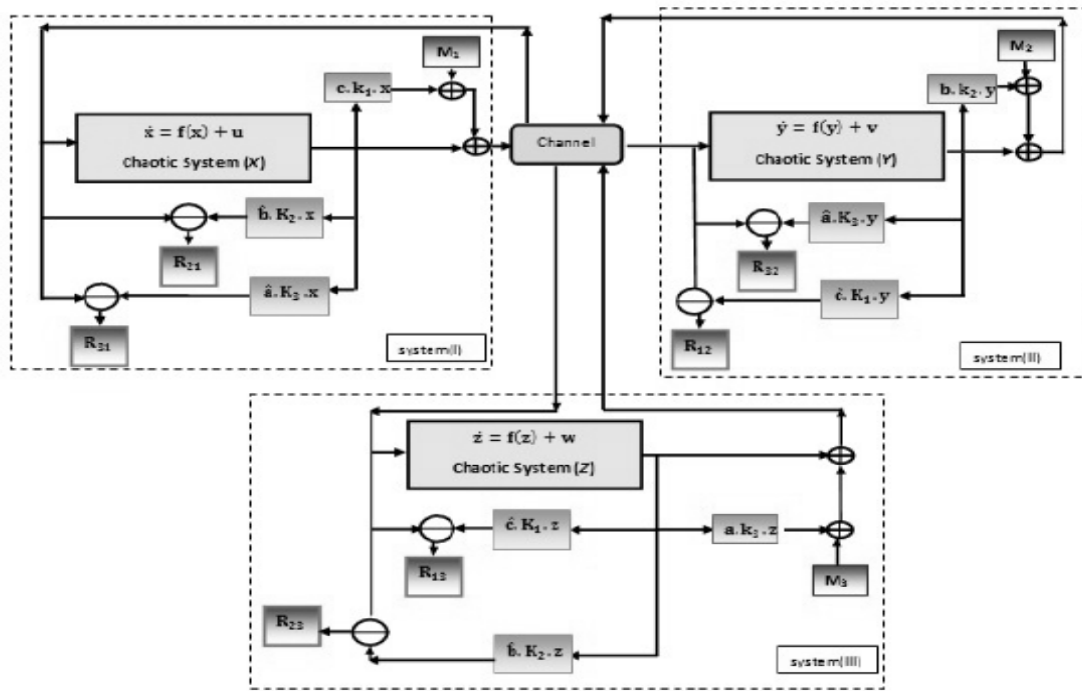 M₁
c.k₁.x
ẋ = f(x) + u
Chaotic System (X)
b̂.K₂.x
R₂₁
â.K₃.x
R₃₁
system(I)
Channel
M₂
b.k₂.y
ẏ = f(y) + v
Chaotic System (Y)
â.K₃.y
R₃₂
ĉ.K₁.y
R₁₂
system(II)
ż = f(z) + w
Chaotic System (Z)
ĉ.K₁.z
a.k₃.z
R₁₃
M₃
R₂₃
b̂.K₂.z
system(III)